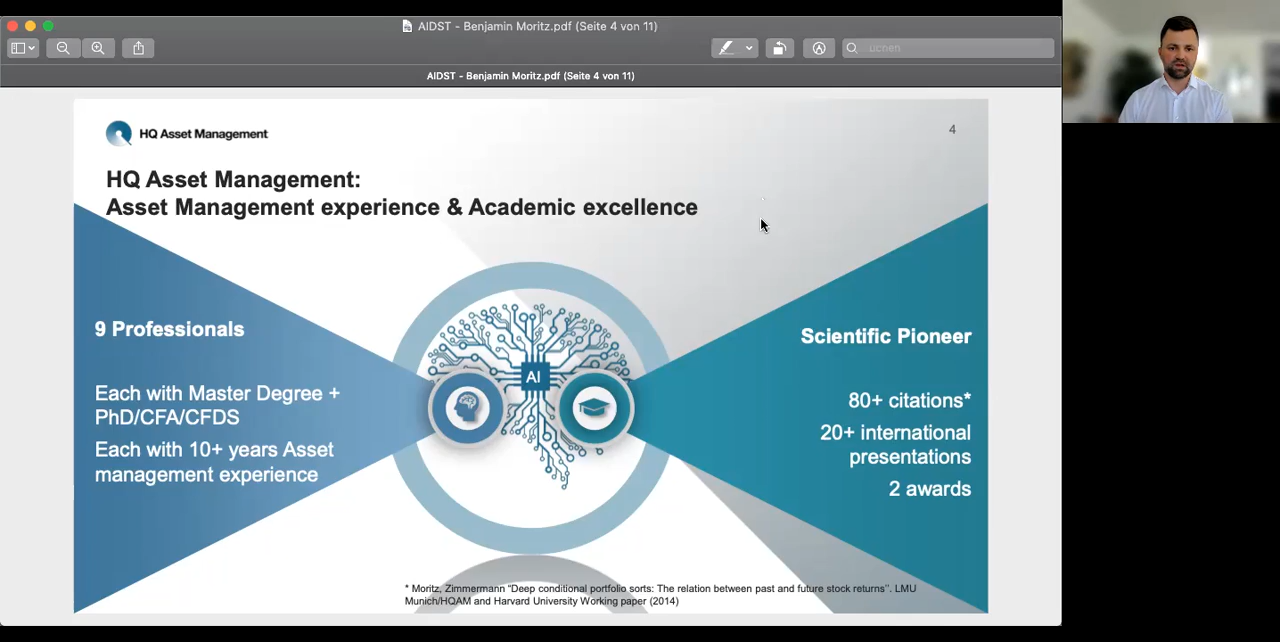 AIDST - Benjamin Moritz.pdf (Seite 4 von 11)
AIDST - Benjamin Moritz.pdf (Seite 4 von 11)
HQ Asset Management
4
HQ Asset Management:
Asset Management experience & Academic excellence
9 Professionals
Each with Master Degree +
PhD/CFA/CFDS
Each with 10+ years Asset
management experience
AI
Scientific Pioneer
80+ citations*
20+ international
presentations
2 awards
* Moritz, Zimmermann "Deep conditional portfolio sorts: The relation between past and future stock returns''. LMU
Munich/HQAM and Harvard University Working paper (2014)